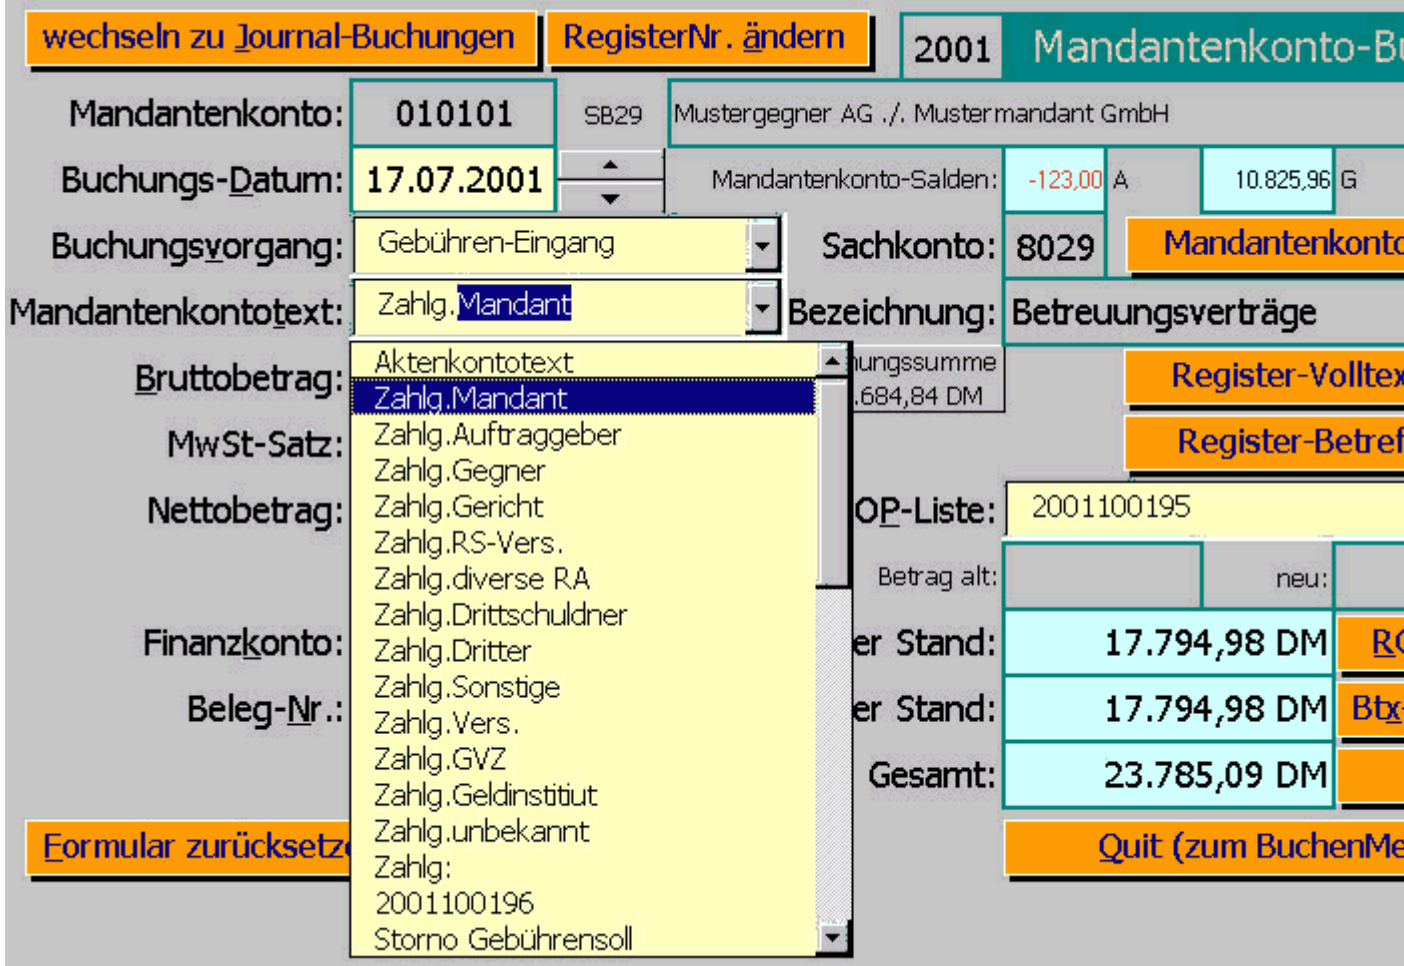 wechseln zu Journal-Buchungen RegisterNr. ändern 2001 Mandantenkonto-B
Mandantenkonto: 010101 SB29 Mustergegner AG ./. Mustermandant GmbH
Buchungs-Datum: 17.07.2001 Mandantenkonto-Salden: -123,00 A 10.825,96 G
Buchungsvorgang: Gebühren-Eingang Sachkonto: 8029 Mandantenkonto
Mandantenkontotext: Zahlg.Mandant Bezeichnung: Betreuungsverträge
Aktenkontotext
Bruttobetrag: ungssumme Register-Vollte
Zahlg.Mandant .684,84 DM
MwSt-Satz: Zahlg.Auftraggeber Register-Betref
Zahlg.Gegner
Nettobetrag: Zahlg.Gericht OP-Liste: 2001100195
Zahlg.RS-Vers.
Zahlg.diverse RA Betrag alt: neu:
Zahlg.Drittschuldner
Finanzkonto: Zahlg.Dritter er Stand: 17.794,98 DM R
Zahlg.Sonstige
Beleg-Nr.: Zahlg.Vers. er Stand: 17.794,98 DM Btx-
Zahlg.GVZ
Zahlg.Geldinstitiut Gesamt: 23.785,09 DM
Zahlg.unbekannt
Formular zurücksetze Zahlg: Quit (zum BuchenMe
2001100196
Storno Gebührensoll